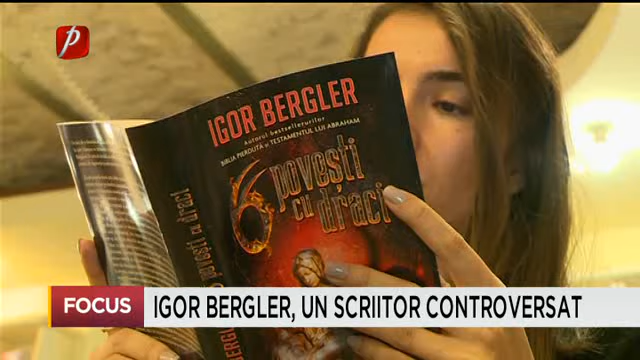 p
IGOR BERGLER
Autorul bestsellerurilor
BIBLIA PIERDUTĂ și TESTAMENTUL LUI ABRAHAM
6 povești
cu draci
BERGLER 6 povești cu draci
FOCUS
IGOR BERGLER, UN SCRIITOR CONTROVERSAT